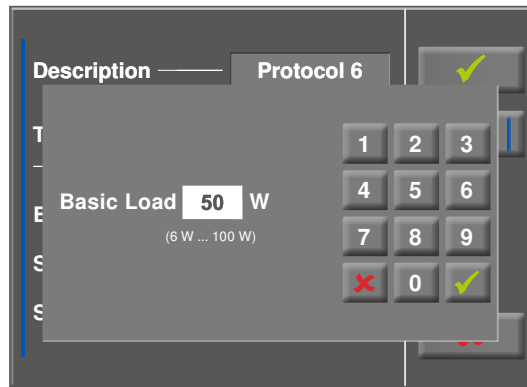 Description Protocol 6
T
1 2 3
4 5 6
Basic Load 50 W
E
(6 W ... 100 W)
7 8 9
S
0
S